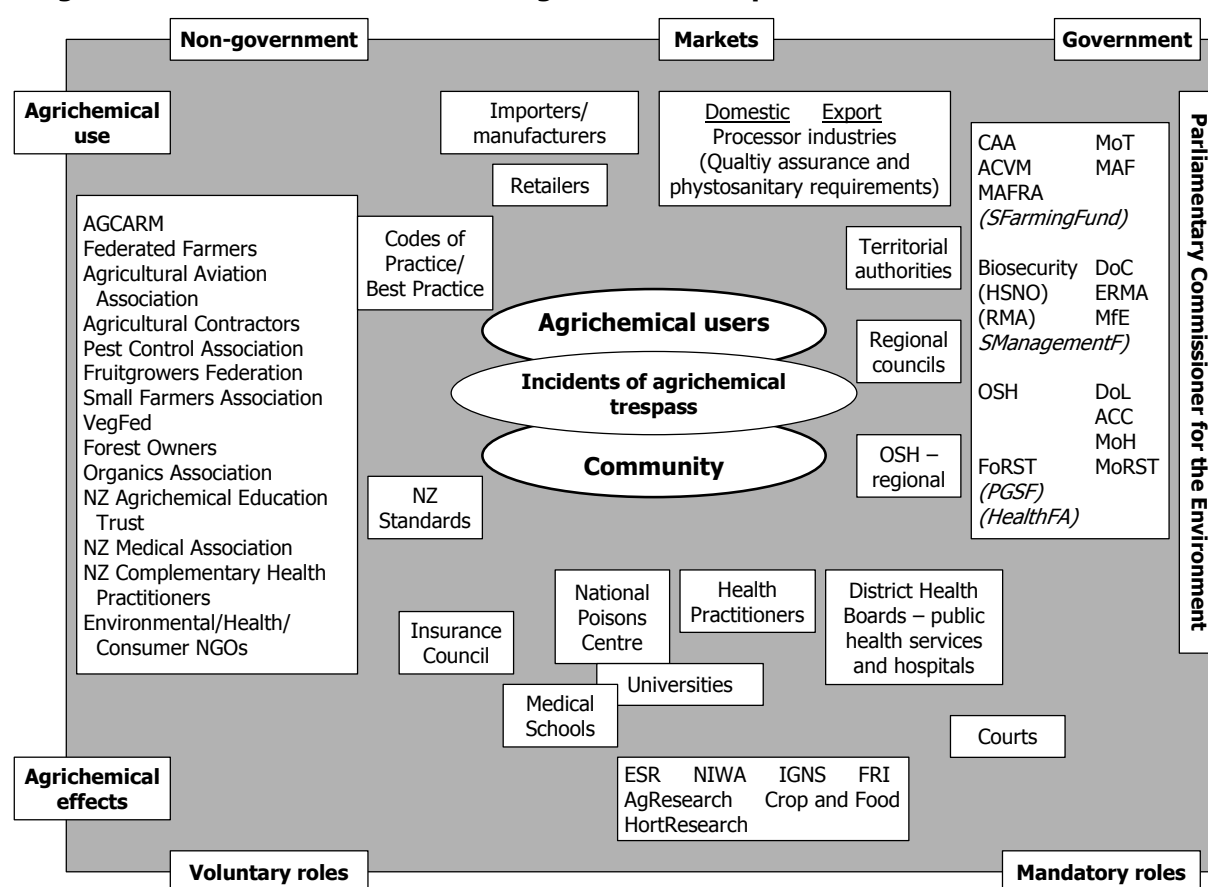 Non-government
Markets
Government
Agrichemical
use
Importers/
manufacturers
Retailers
Domestic Export
Processor industries
(Qualtiy assurance and
phystosanitary requirements)
CAA MoT
ACVM MAF
MAFRA
(SFarmingFund)
Biosecurity DoC
(HSNO) ERMA
(RMA) MfE
SManagementF)
OSH DoL
ACC
MoH
FoRST MoRST
(PGSF)
(HealthFA)
Parliamentary Commissioner for the Environment
AGCARM
Federated Farmers
Agricultural Aviation
Association
Agricultural Contractors
Pest Control Association
Fruitgrowers Federation
Small Farmers Association
VegFed
Forest Owners
Organics Association
NZ Agrichemical Education
Trust
NZ Medical Association
NZ Complementary Health
Practitioners
Environmental/Health/
Consumer NGOs
Codes of
Practice/
Best Practice
Territorial
authorities
Agrichemical users
Incidents of agrichemical
trespass
Community
Regional
councils
OSH –
regional
NZ
Standards
National
Poisons
Centre
Health
Practitioners
District Health
Boards – public
health services
and hospitals
Insurance
Council
Universities
Medical
Schools
Courts
Agrichemical
effects
ESR NIWA IGNS FRI
AgResearch Crop and Food
HortResearch
Voluntary roles
Mandatory roles